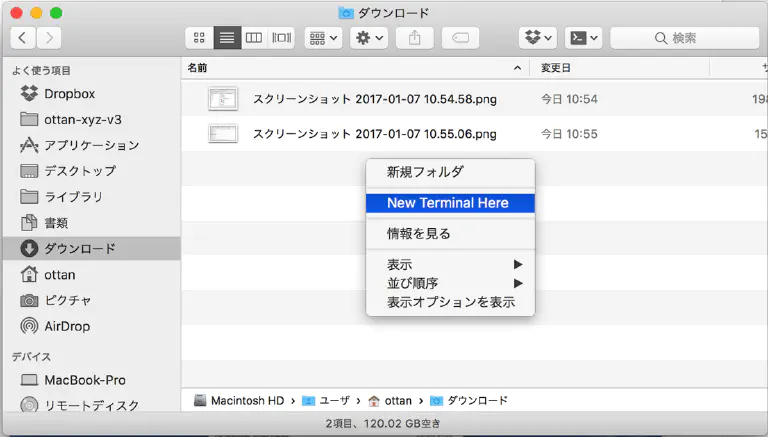 ダウンロード
検索
よく使う項目
Dropbox
ottan-xyz-v3
アプリケーション
デスクトップ
ライブラリ
書類
ダウンロード
ottan
ピクチャ
AirDrop
デバイス
MacBook-Pro
リモートディスク
名前 変更日
スクリーンショット 2017-01-07 10.54.58.png 今日 10:54 198
スクリーンショット 2017-01-07 10.55.06.png 今日 10:55 15
新規フォルダ
New Terminal Here
情報を見る
表示
並び順序
表示オプションを表示
Macintosh HD › ユーザ › ottan › ダウンロード
2項目、120.02 GB空き